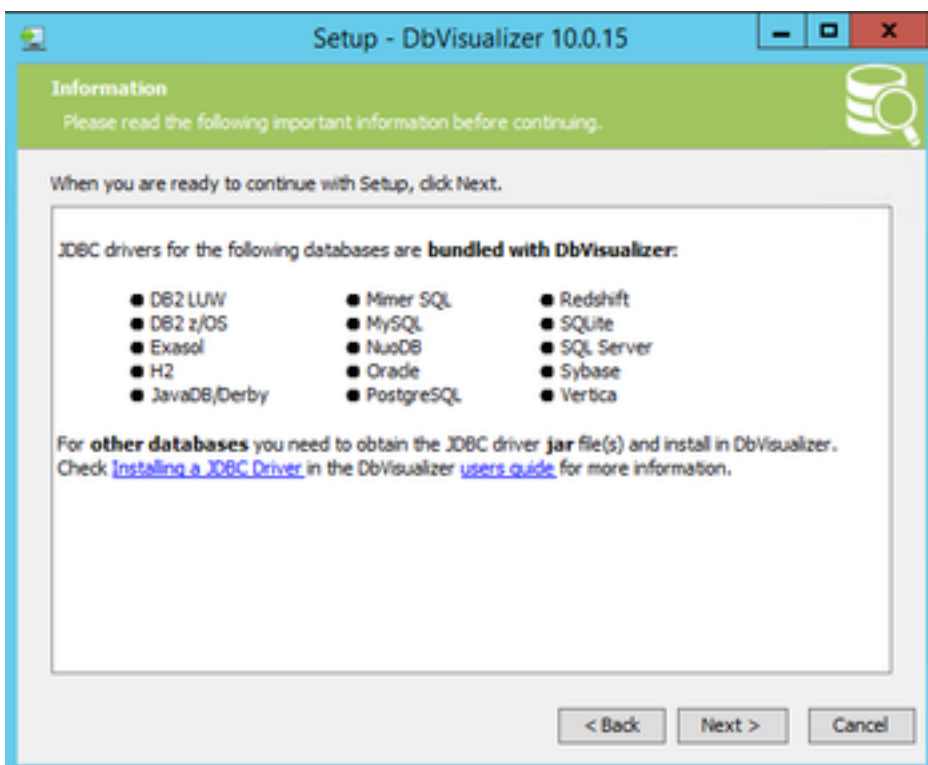 Setup - DbVisualizer 10.0.15
Information
Please read the following important information before continuing.
When you are ready to continue with Setup, click Next.
JDBC drivers for the following databases are bundled with DbVisualizer:
DB2 LUW Mimer SQL Redshift
DB2 z/OS MySQL SQLite
Exasol NuoDB SQL Server
H2 Oracle Sybase
JavaDB/Derby PostgreSQL Vertica
For other databases you need to obtain the JDBC driver jar file(s) and install in DbVisualizer.
Check Installing a JDBC Driver in the DbVisualizer users guide for more information.
< Back Next > Cancel